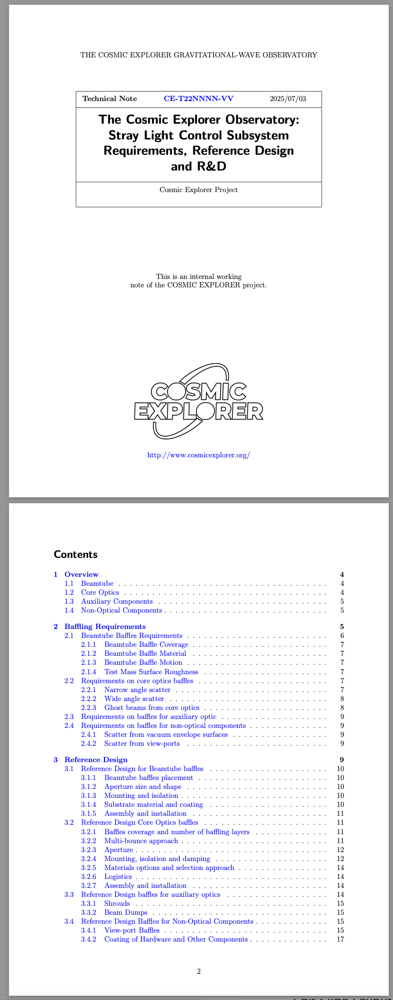 THE COSMIC EXPLORER GRAVITATIONAL-WAVE OBSERVATORY
Technical Note CE-T22NNNN-VV 2025/07/03
The Cosmic Explorer Observatory:
Stray Light Control Subsystem
Requirements, Reference Design
and R&D
Cosmic Explorer Project
This is an internal working
note of the COSMIC EXPLORER project.
COSMIC
EXPLORER
http://www.cosmicexplorer.org/
Contents
1 Overview 4
1.1 Beamtube . . . . . . . . . . . . . . . . . . . . . . . . . . . . . . . . . . . . . 4
1.2 Core Optics . . . . . . . . . . . . . . . . . . . . . . . . . . . . . . . . . . . . 4
1.3 Auxiliary Components . . . . . . . . . . . . . . . . . . . . . . . . . . . . . . 5
1.4 Non-Optical Components . . . . . . . . . . . . . . . . . . . . . . . . . . . . . 5
2 Baffling Requirements 5
2.1 Beamtube Baffles Requirements . . . . . . . . . . . . . . . . . . . . . . . . . 6
2.1.1 Beamtube Baffle Coverage . . . . . . . . . . . . . . . . . . . . . . . . 7
2.1.2 Beamtube Baffle Material . . . . . . . . . . . . . . . . . . . . . . . . 7
2.1.3 Beamtube Baffle Motion . . . . . . . . . . . . . . . . . . . . . . . . . 7
2.1.4 Test Mass Surface Roughness . . . . . . . . . . . . . . . . . . . . . . 7
2.2 Requirements on core optics baffles . . . . . . . . . . . . . . . . . . . . . . . 7
2.2.1 Narrow angle scatter . . . . . . . . . . . . . . . . . . . . . . . . . . . 7
2.2.2 Wide angle scatter . . . . . . . . . . . . . . . . . . . . . . . . . . . . 8
2.2.3 Ghost beams from core optics . . . . . . . . . . . . . . . . . . . . . . 8
2.3 Requirements on baffles for auxiliary optic . . . . . . . . . . . . . . . . . . . 9
2.4 Requirements on baffles for non-optical components . . . . . . . . . . . . . . 9
2.4.1 Scatter from vacuum envelope surfaces . . . . . . . . . . . . . . . . . 9
2.4.2 Scatter from view-ports . . . . . . . . . . . . . . . . . . . . . . . . . 9
3 Reference Design 9
3.1 Reference Design for Beamtube baffles . . . . . . . . . . . . . . . . . . . . . 10
3.1.1 Beamtube baffles placement . . . . . . . . . . . . . . . . . . . . . . . 10
3.1.2 Aperture size and shape . . . . . . . . . . . . . . . . . . . . . . . . . 10
3.1.3 Mounting and isolation . . . . . . . . . . . . . . . . . . . . . . . . . . 10
3.1.4 Substrate material and coating . . . . . . . . . . . . . . . . . . . . . 10
3.1.5 Assembly and installation . . . . . . . . . . . . . . . . . . . . . . . . 11
3.2 Reference Design Core Optics baffles . . . . . . . . . . . . . . . . . . . . . . 11
3.2.1 Baffles coverage and number of baffling layers . . . . . . . . . . . . . 11
3.2.2 Multi-bounce approach . . . . . . . . . . . . . . . . . . . . . . . . . . 11
3.2.3 Aperture . . . . . . . . . . . . . . . . . . . . . . . . . . . . . . . . . . 12
3.2.4 Mounting, isolation and damping . . . . . . . . . . . . . . . . . . . . 12
3.2.5 Materials options and selection approach . . . . . . . . . . . . . . . . 14
3.2.6 Logistics . . . . . . . . . . . . . . . . . . . . . . . . . . . . . . . . . . 14
3.2.7 Assembly and installation . . . . . . . . . . . . . . . . . . . . . . . . 14
3.3 Reference Design baffles for auxiliary optics . . . . . . . . . . . . . . . . . . 14
3.3.1 Shrouds . . . . . . . . . . . . . . . . . . . . . . . . . . . . . . . . . . 15
3.3.2 Beam Dumps . . . . . . . . . . . . . . . . . . . . . . . . . . . . . . . 15
3.4 Reference Design Baffles for Non-Optical Components . . . . . . . . . . . . . 15
3.4.1 View-port Baffles . . . . . . . . . . . . . . . . . . . . . . . . . . . . . 15
3.4.2 Coating of Hardware and Other Components . . . . . . . . . . . . . . 17
2